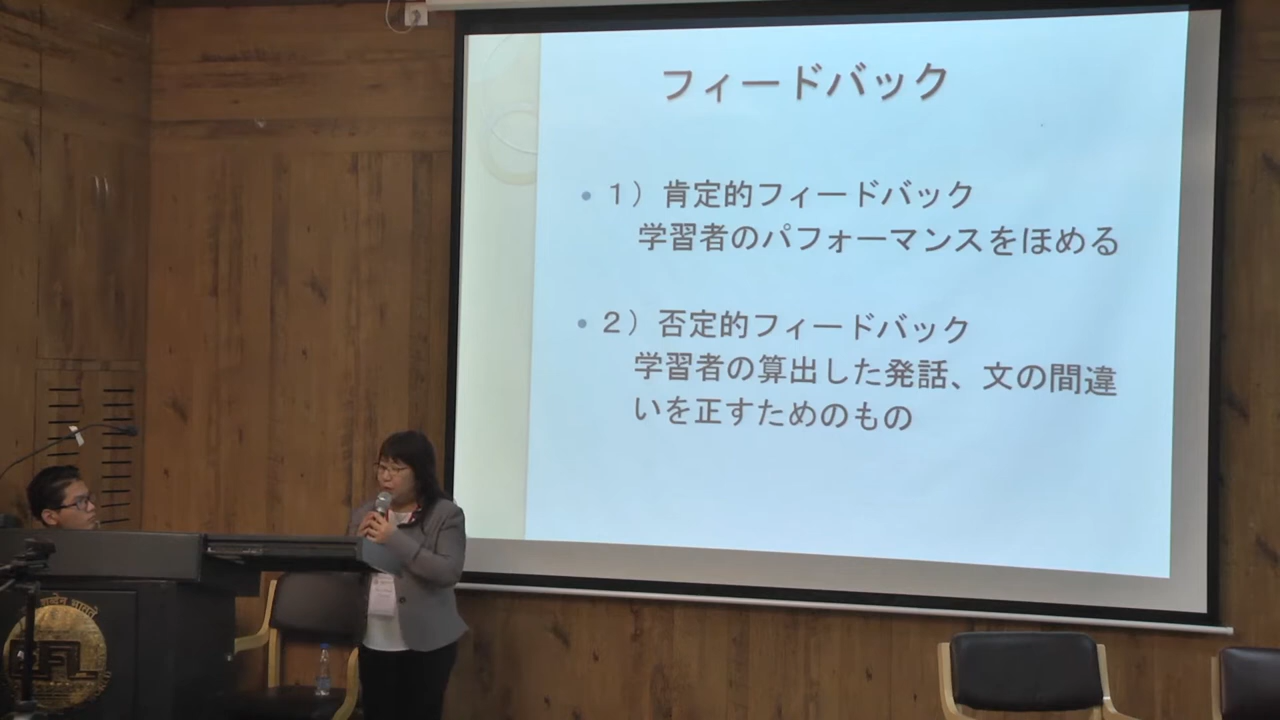 フィードバック
• １）肯定的フィードバック
学習者のパフォーマンスをほめる
• ２）否定的フィードバック
学習者の算出した発話、文の間違
いを正すためのもの